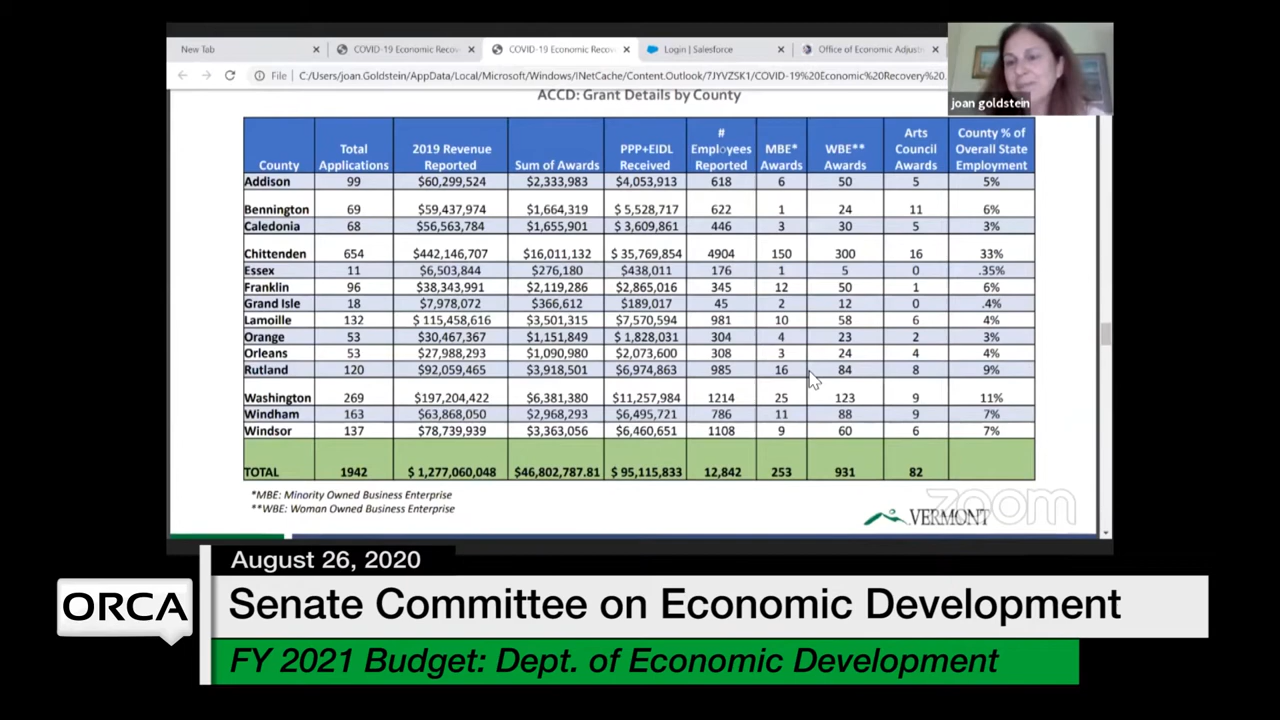 New Tab
COVID-19 Economic Recov
COVID-19 Economic Recov
Login | Salesforce
Office of Economic Adjust
File | C:/Users/joan.Goldstein/AppData/Local/Microsoft/Windows/INetCache/Content.Outlook/7JYVZSK1/COVID-19%20Economic%20Recovery%20...
joan goldstein
ACCD: Grant Details by County
County Total Applications 2019 Revenue Reported Sum of Awards PPP+EIDL Received # Employees Reported MBE* Awards WBE** Awards Arts Council Awards County % of Overall State Employment
Addison 99 $60,299,524 $2,333,983 $4,053,913 618 6 50 5 5%
Bennington 69 $59,437,974 $1,664,319 $ 5,528,717 622 1 24 11 6%
Caledonia 68 $56,563,784 $1,655,901 $ 3,609,861 446 3 30 5 3%
Chittenden 654 $442,146,707 $16,011,132 $ 35,769,854 4904 150 300 16 33%
Essex 11 $6,503,844 $276,180 $438,011 176 1 5 0 .35%
Franklin 96 $38,343,991 $2,119,286 $2,865,016 345 12 50 1 6%
Grand Isle 18 $7,978,072 $366,612 $189,017 45 2 12 0 .4%
Lamoille 132 $ 115,458,616 $3,501,315 $7,570,594 981 10 58 6 4%
Orange 53 $30,467,367 $1,151,849 $ 1,828,031 304 4 23 2 3%
Orleans 53 $27,988,293 $1,090,980 $2,073,600 308 3 24 4 4%
Rutland 120 $92,059,465 $3,918,501 $6,974,863 985 16 84 8 9%
Washington 269 $197,204,422 $6,381,380 $11,257,984 1214 25 123 9 11%
Windham 163 $63,868,050 $2,968,293 $6,495,721 786 11 88 9 7%
Windsor 137 $78,739,939 $3,363,056 $6,460,651 1108 9 60 6 7%
TOTAL 1942 $ 1,277,060,048 $46,802,787.81 $ 95,115,833 12,842 253 931 82
*MBE: Minority Owned Business Enterprise
**WBE: Woman Owned Business Enterprise
VERMONT
zoom
August 26, 2020
ORCA
Senate Committee on Economic Development
FY 2021 Budget: Dept. of Economic Development